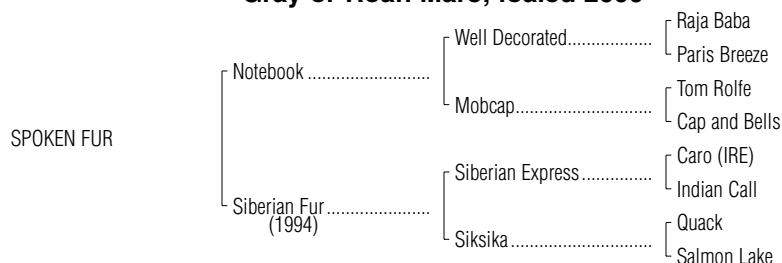 Raja Baba
Well Decorated
Paris Breeze
Notebook
Tom Rolfe
Mobcap
Cap and Bells
SPOKEN FUR
Caro (IRE)
Siberian Express
Indian Call
Siberian Fur
(1994)
Quack
Siksika
Salmon Lake